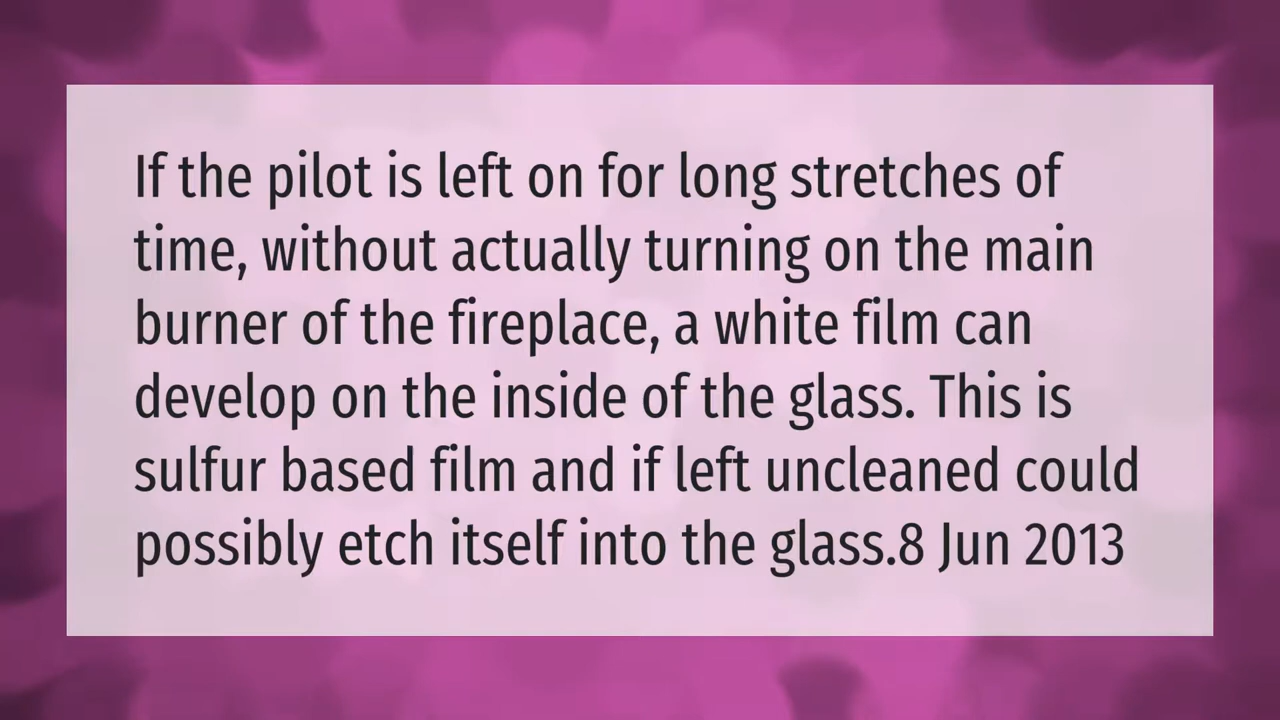 If the pilot is left on for long stretches of
time, without actually turning on the main
burner of the fireplace, a white film can
develop on the inside of the glass. This is
sulfur based film and if left uncleaned could
possibly etch itself into the glass.8 Jun 2013